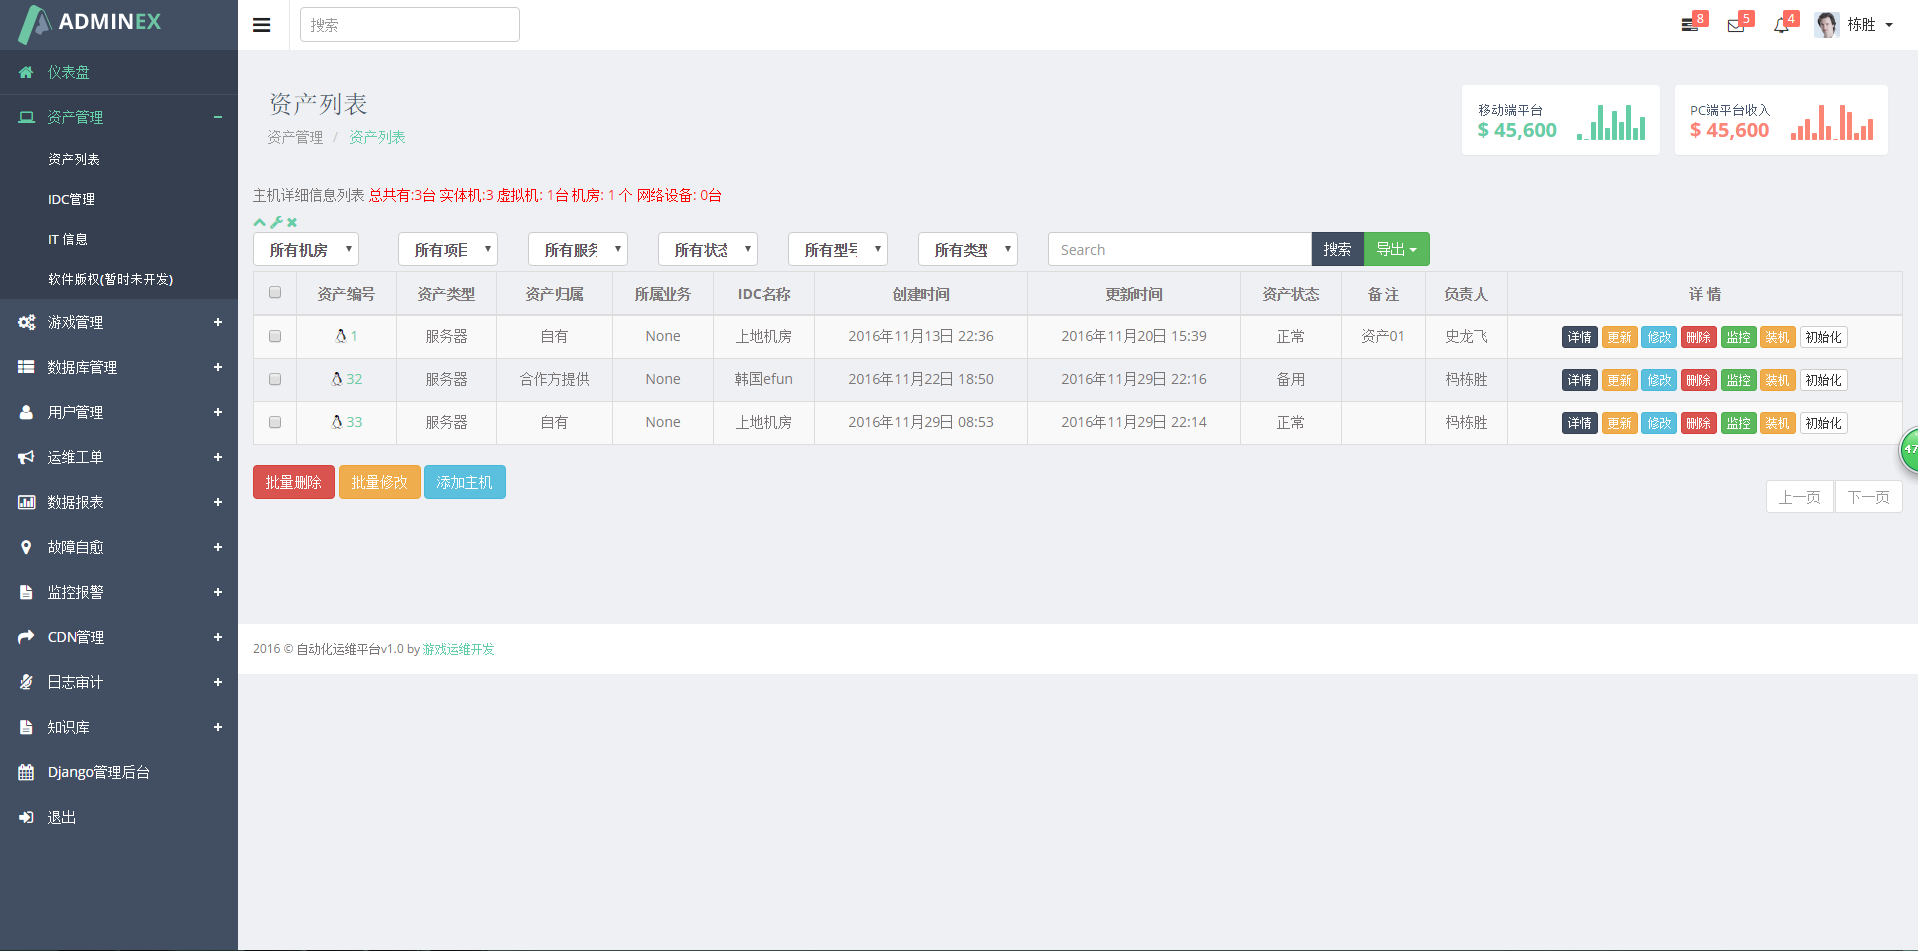 ADMINEX
搜索
8
5
4
栋胜
仪表盘
资产管理
资产列表
IDC管理
IT 信息
软件版权(暂时未开发)
游戏管理
数据库管理
用户管理
运维工单
数据报表
故障自愈
监控报警
CDN管理
日志审计
知识库
Django管理后台
退出
资产列表
资产管理 / 资产列表
移动端平台
$ 45,600
PC端平台收入
$ 45,600
主机详细信息列表 总共有:3台 实体机:3 虚拟机: 1台 机房: 1 个 网络设备: 0台
所有机房 所有项目 所有服务 所有状态 所有型号 所有类型 Search 搜索 导出
资产编号 资产类型 资产归属 所属业务 IDC名称 创建时间 更新时间 资产状态 备 注 负责人 详 情
1 服务器 自有 None 上地机房 2016年11月13日 22:36 2016年11月20日 15:39 正常 资产01 史龙飞 详情 更新 修改 删除 监控 装机 初始化
32 服务器 合作方提供 None 韩国efun 2016年11月22日 18:50 2016年11月29日 22:16 备用 杩栋胜 详情 更新 修改 删除 监控 装机 初始化
33 服务器 自有 None 上地机房 2016年11月29日 08:53 2016年11月29日 22:14 正常 杩栋胜 详情 更新 修改 删除 监控 装机 初始化
47
批量删除 批量修改 添加主机
上一页 下一页
2016 © 自动化运维平台v1.0 by 游戏运维开发